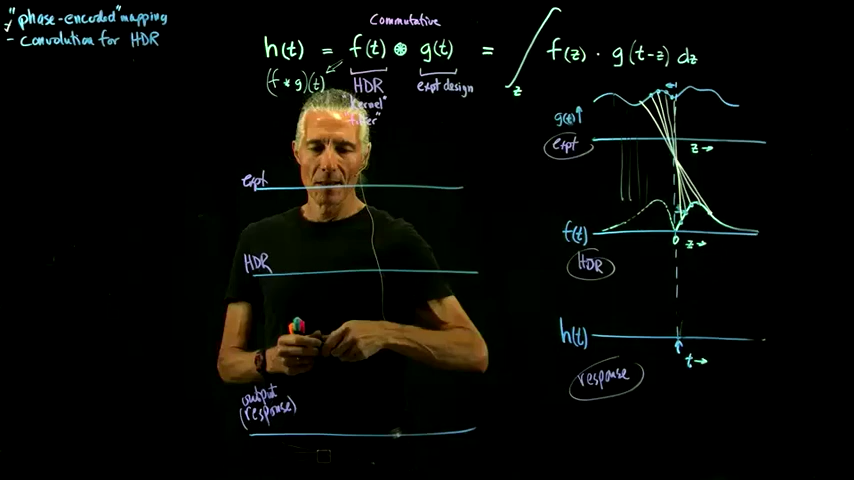 "phase-encoded" mapping
- convolution for HDR
Commutative
h(t) = f(t) ⊛ g(t) = ∫ f(z) · g(t-z) dz
z
(f * g)(t)
HDR
"kernel"
filter"
expt design
g(t)↑
expt
z→
f(t)
HDR
0
z→
h(t)
response
t→
expt
HDR
output
(response)